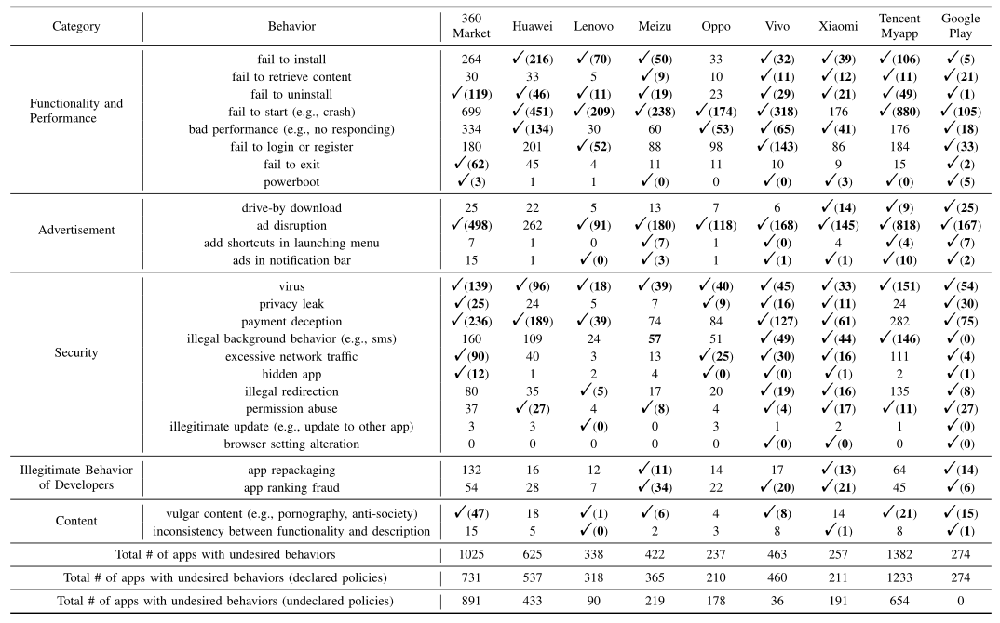 Category Behavior 360 Market Huawei Lenovo Meizu Oppo Vivo Xiaomi Tencent Myapp Google Play
Functionality and Performance
fail to install 264 ✓(216) ✓(70) ✓(50) 33 ✓(32) ✓(39) ✓(106) ✓(5)
fail to retrieve content 30 33 5 ✓(9) 10 ✓(11) ✓(12) ✓(11) ✓(21)
fail to uninstall ✓(119) ✓(46) ✓(11) ✓(19) 23 ✓(29) ✓(21) ✓(49) ✓(1)
fail to start (e.g., crash) 699 ✓(451) ✓(209) ✓(238) ✓(174) ✓(318) 176 ✓(880) ✓(105)
bad performance (e.g., no responding) 334 ✓(134) 30 60 ✓(53) ✓(65) ✓(41) 176 ✓(18)
fail to login or register 180 201 ✓(52) 88 98 ✓(143) 86 184 ✓(33)
fail to exit ✓(62) 45 4 11 11 10 9 15 ✓(2)
powerboot ✓(3) 1 1 ✓(0) 0 ✓(0) ✓(3) ✓(0) ✓(5)
Advertisement
drive-by download 25 22 5 13 7 6 ✓(14) ✓(9) ✓(25)
ad disruption ✓(498) 262 ✓(91) ✓(180) ✓(118) ✓(168) ✓(145) ✓(818) ✓(167)
add shortcuts in launching menu 7 1 0 ✓(7) 1 ✓(0) 4 ✓(4) ✓(7)
ads in notification bar 15 1 ✓(0) ✓(3) 1 ✓(1) ✓(1) ✓(10) ✓(2)
Security
virus ✓(139) ✓(96) ✓(18) ✓(39) ✓(40) ✓(45) ✓(33) ✓(151) ✓(54)
privacy leak ✓(25) 24 5 7 ✓(9) ✓(16) ✓(11) 24 ✓(30)
payment deception ✓(236) ✓(189) ✓(39) 74 84 ✓(127) ✓(61) 282 ✓(75)
illegal background behavior (e.g., sms) 160 109 24 57 51 ✓(49) ✓(44) ✓(146) ✓(0)
excessive network traffic ✓(90) 40 3 13 ✓(25) ✓(30) ✓(16) 111 ✓(4)
hidden app ✓(12) 1 2 4 ✓(0) ✓(0) ✓(1) 2 ✓(1)
illegal redirection 80 35 ✓(5) 17 20 ✓(19) ✓(16) 135 ✓(8)
permission abuse 37 ✓(27) 4 ✓(8) 4 ✓(4) ✓(17) ✓(11) ✓(27)
illegitimate update (e.g., update to other app) 3 3 ✓(0) 0 3 1 2 1 ✓(0)
browser setting alteration 0 0 0 0 0 ✓(0) ✓(0) 0 ✓(0)
Illegitimate Behavior of Developers
app repackaging 132 16 12 ✓(11) 14 17 ✓(13) 64 ✓(14)
app ranking fraud 54 28 7 ✓(34) 22 ✓(20) ✓(21) 45 ✓(6)
Content
vulgar content (e.g., pornography, anti-society) ✓(47) 18 ✓(1) ✓(6) 4 ✓(8) 14 ✓(21) ✓(15)
inconsistency between functionality and description 15 5 ✓(0) 2 3 8 ✓(1) 8 ✓(1)
Total # of apps with undesired behaviors 1025 625 338 422 237 463 257 1382 274
Total # of apps with undesired behaviors (declared policies) 731 537 318 365 210 460 211 1233 274
Total # of apps with undesired behaviors (undeclared policies) 891 433 90 219 178 36 191 654 0